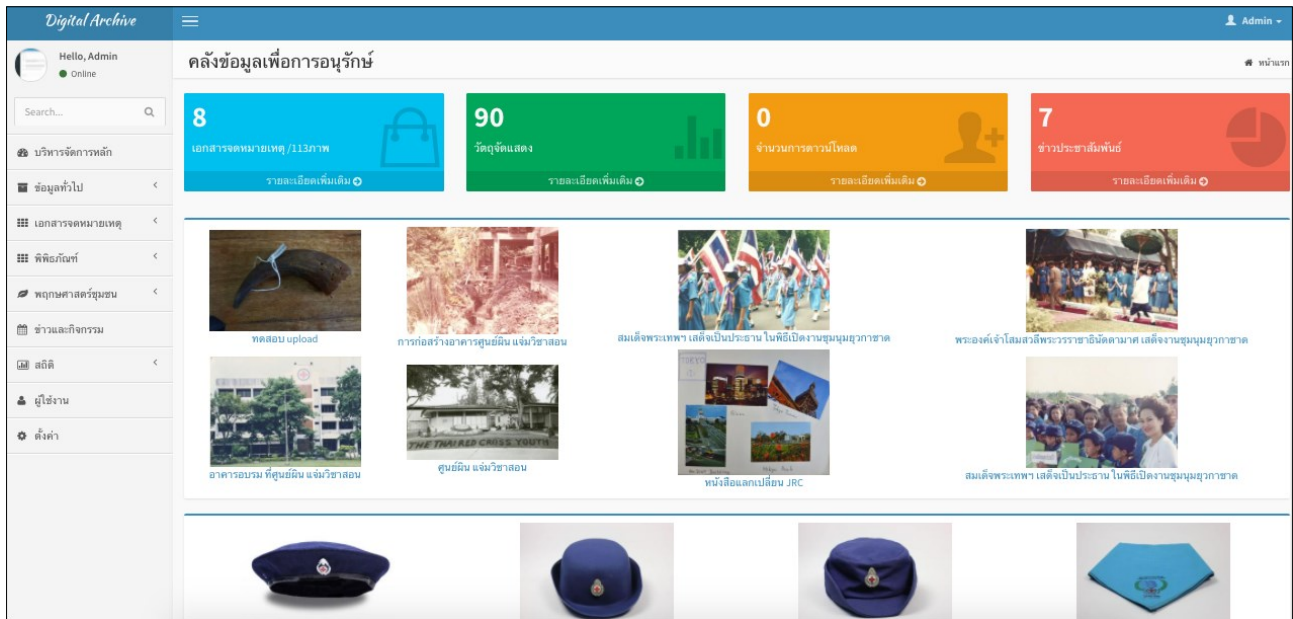 Digital Archive
Admin
Hello, Admin
Online
Search...
บริหารจัดการหลัก
ข้อมูลทั่วไป
เอกสารจดหมายเหตุ
พิพิธภัณฑ์
พฤกษศาสตร์ชุมชน
ข่าวและกิจกรรม
สถิติ
ผู้ใช้งาน
ตั้งค่า
คลังข้อมูลเพื่อการอนุรักษ์
หน้าแรก
8
เอกสารจดหมายเหตุ /113ภาพ
รายละเอียดเพิ่มเติม
90
วัตถุจัดแสดง
รายละเอียดเพิ่มเติม
0
จำนวนการดาวน์โหลด
รายละเอียดเพิ่มเติม
7
ข่าวประชาสัมพันธ์
รายละเอียดเพิ่มเติม
ทดสอบ upload
การก่อสร้างอาคารศูนย์ฝึน แจ่มวิชาสอน
สมเด็จพระเทพฯ เสด็จเป็นประธาน ในพิธีเปิดงานชุมนุมยุวกาชาด
พระองค์เจ้าโสมสวลีพระวรราชาธินัดดามาศ เสด็จงานชุมนุมยุวกาชาด
อาคารอบรม ที่ศูนย์ฝึน แจ่มวิชาสอน
THE THAI RED CROSS YOUTH
ศูนย์ฝึน แจ่มวิชาสอน
TOKYO
หนังสือแลกเปลี่ยน JRC
สมเด็จพระเทพฯ เสด็จเป็นประธาน ในพิธีเปิดงานชุมนุมยุวกาชาด